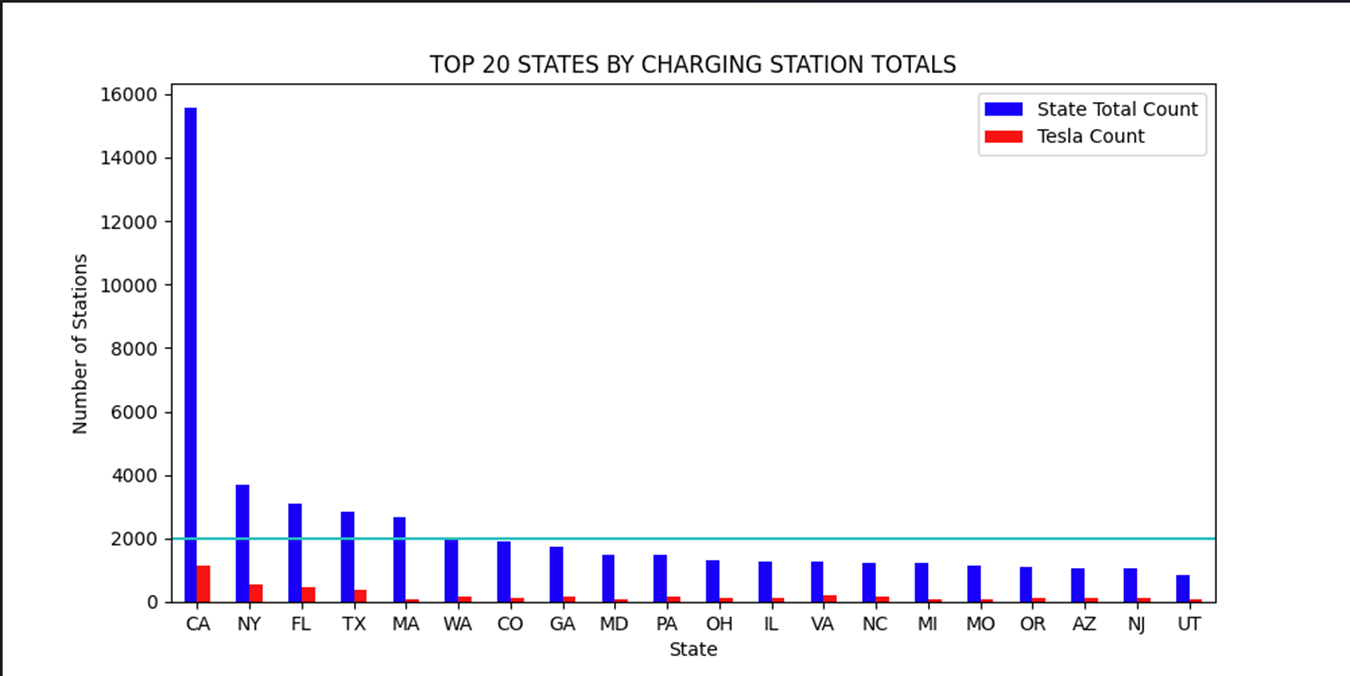 TOP 20 STATES BY CHARGING STATION TOTALS
State Total Count
Tesla Count
Number of Stations
16000
14000
12000
10000
8000
6000
4000
2000
0
CA NY FL TX MA WA CO GA MD PA OH IL VA NC MI MO OR AZ NJ UT
State